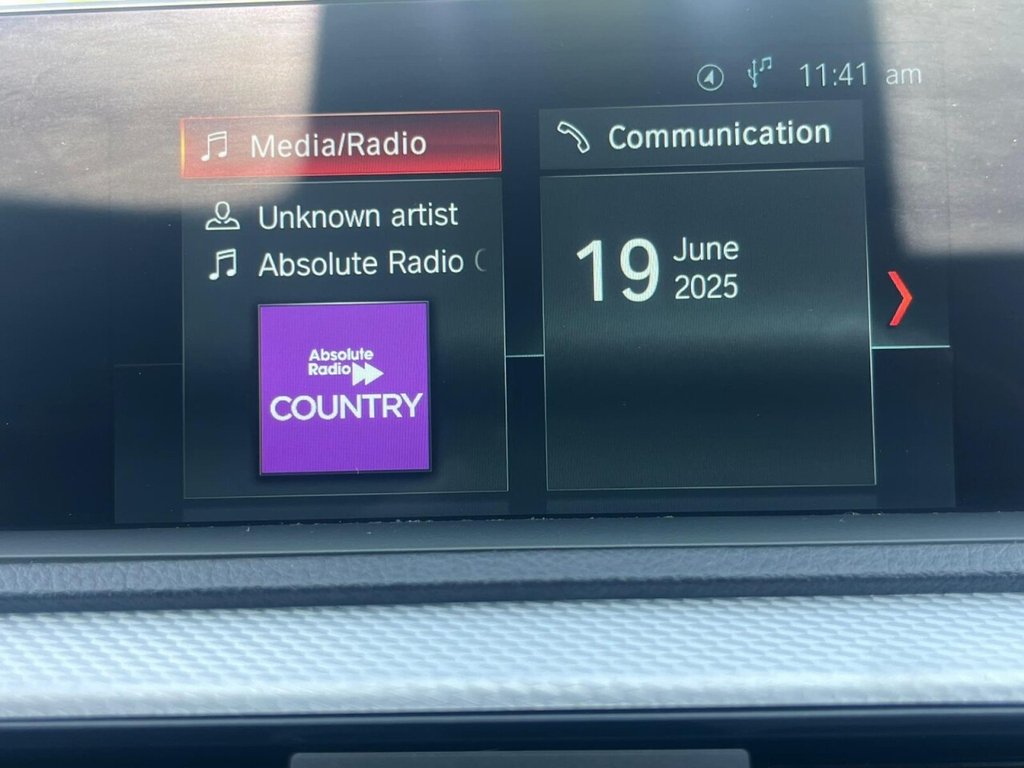 11:41 am
Media/Radio
Communication
Unknown artist
Absolute Radio
Absolute
Radio
COUNTRY
19
June
2025